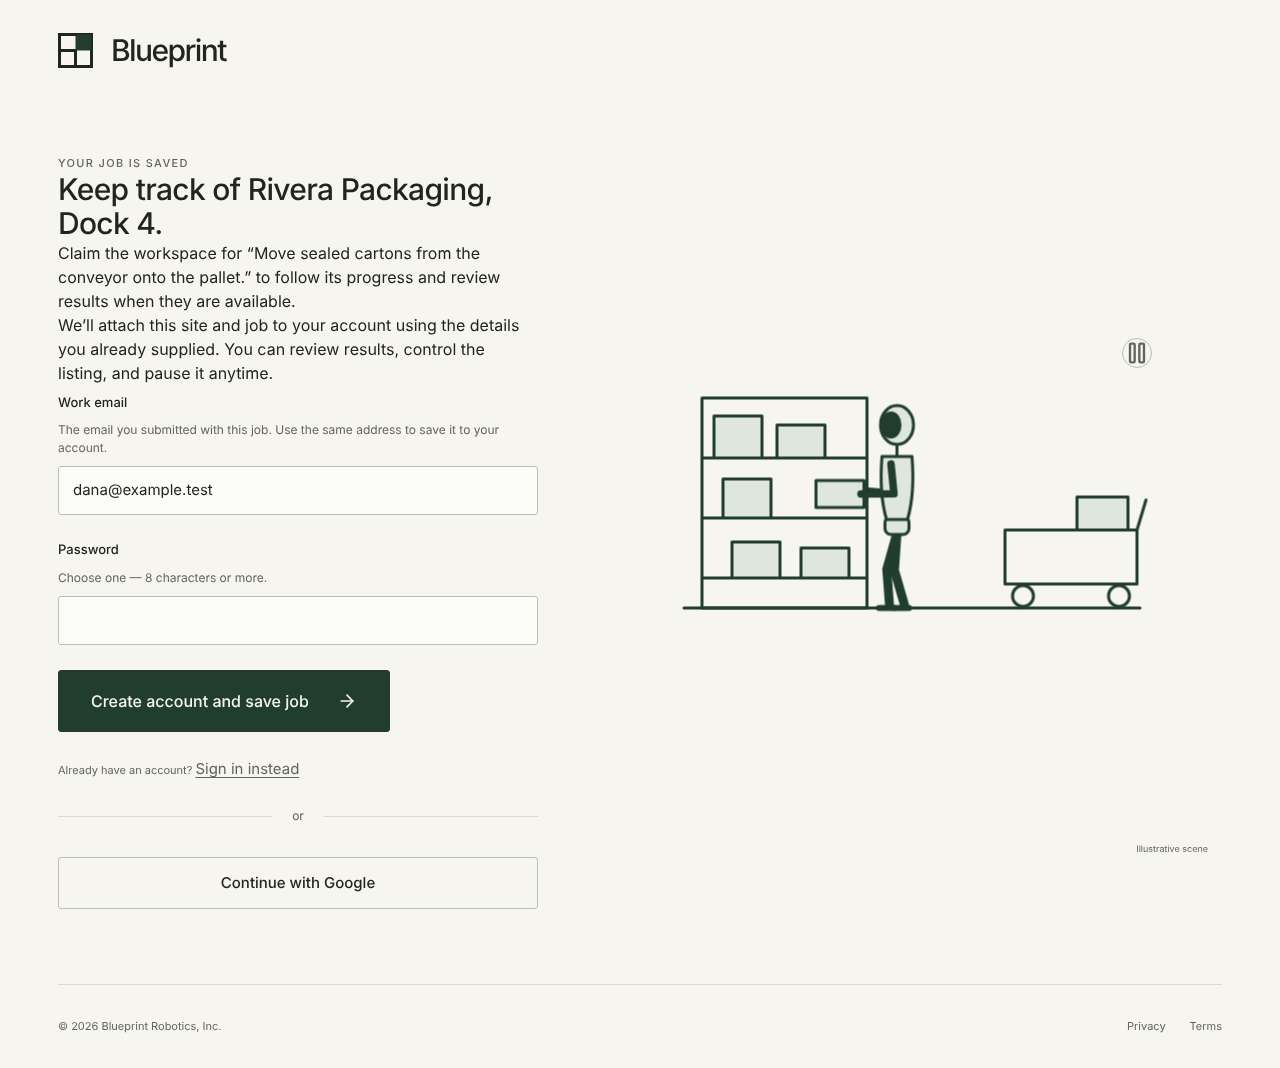 Blueprint
YOUR JOB IS SAVED
Keep track of Rivera Packaging,
Dock 4.
Claim the workspace for “Move sealed cartons from the
conveyor onto the pallet.” to follow its progress and review
results when they are available.
We’ll attach this site and job to your account using the details
you already supplied. You can review results, control the
listing, and pause it anytime.
Work email
The email you submitted with this job. Use the same address to save it to your
account.
dana@example.test
Password
Choose one — 8 characters or more.
Create account and save job
Already have an account? Sign in instead
or
Continue with Google
Illustrative scene
© 2026 Blueprint Robotics, Inc.
Privacy Terms